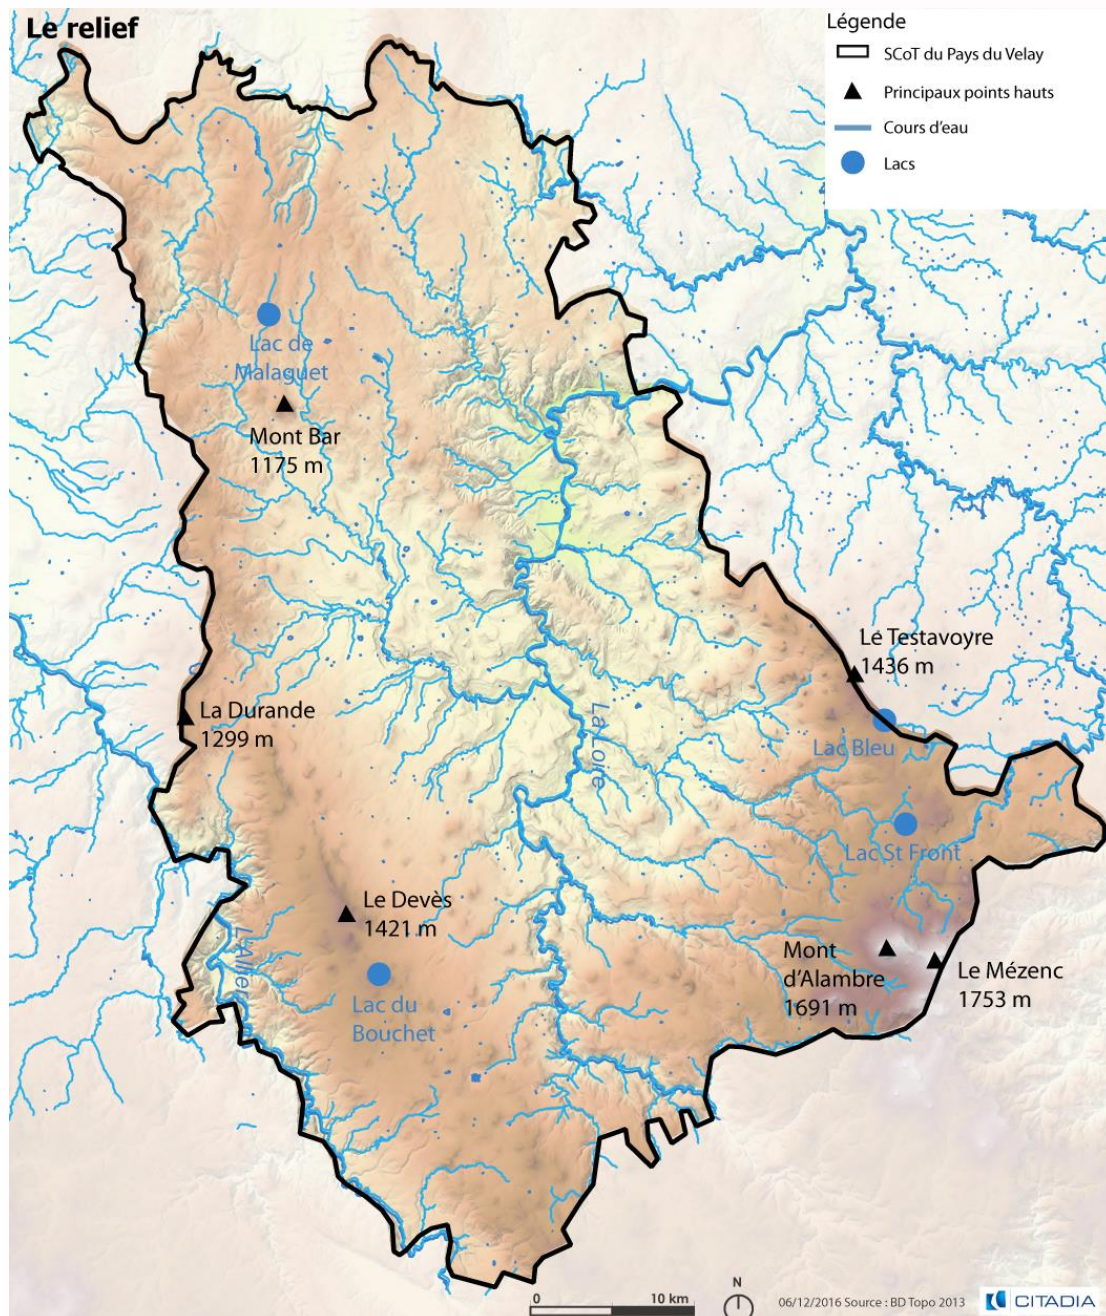 Le relief
Légende
SCoT du Pays du Velay
Principaux points hauts
Cours d'eau
Lacs
Lac de
Malaguet
Mont Bar
1175 m
Le Testavoyre
1436 m
La Durande
1299 m
La Loire
Lac Bleu
Lac St Front
Le Devès
1421 m
L'Allier
Lac du
Bouchet
Mont
d'Alambre
1691 m
Le Mézenc
1753 m
0 10 km
N
06/12/2016 Source : BD Topo 2013
CITADIA